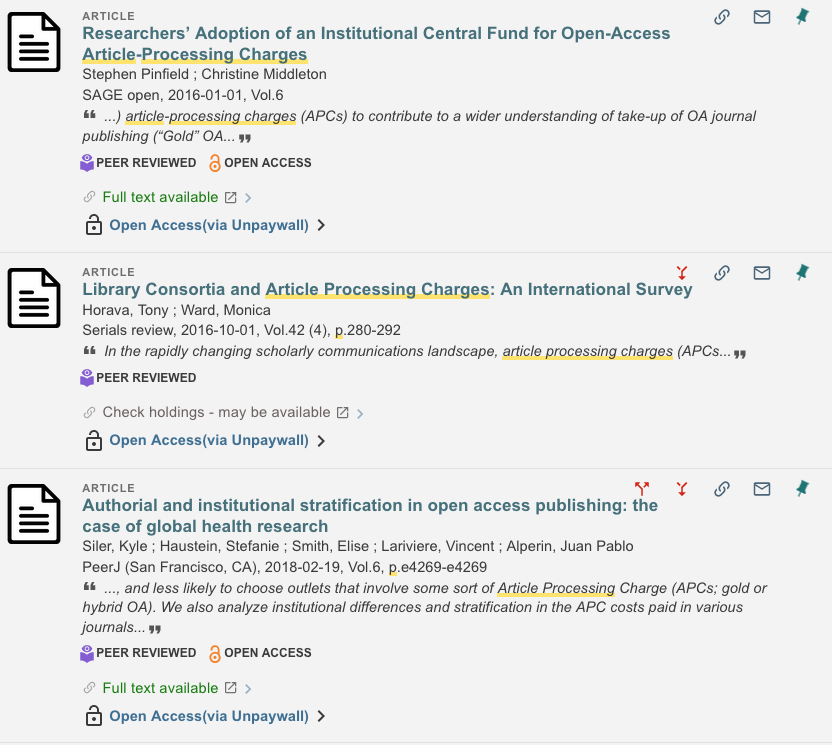 ARTICLE
Researchers’ Adoption of an Institutional Central Fund for Open-Access
Article-Processing Charges
Stephen Pinfield ; Christine Middleton
SAGE open, 2016-01-01, Vol.6
❝ ...) article-processing charges (APCs) to contribute to a wider understanding of take-up of OA journal
publishing (“Gold” OA... ❞
PEER REVIEWED OPEN ACCESS
Full text available
Open Access(via Unpaywall)
ARTICLE
Library Consortia and Article Processing Charges: An International Survey
Horava, Tony ; Ward, Monica
Serials review, 2016-10-01, Vol.42 (4), p.280-292
❝ In the rapidly changing scholarly communications landscape, article processing charges (APCs... ❞
PEER REVIEWED
Check holdings - may be available
Open Access(via Unpaywall)
ARTICLE
Authorial and institutional stratification in open access publishing: the
case of global health research
Siler, Kyle ; Haustein, Stefanie ; Smith, Elise ; Lariviere, Vincent ; Alperin, Juan Pablo
PeerJ (San Francisco, CA), 2018-02-19, Vol.6, p.e4269-e4269
❝ ..., and less likely to choose outlets that involve some sort of Article Processing Charge (APCs; gold or
hybrid OA). We also analyze institutional differences and stratification in the APC costs paid in various
journals... ❞
PEER REVIEWED OPEN ACCESS
Full text available
Open Access(via Unpaywall)